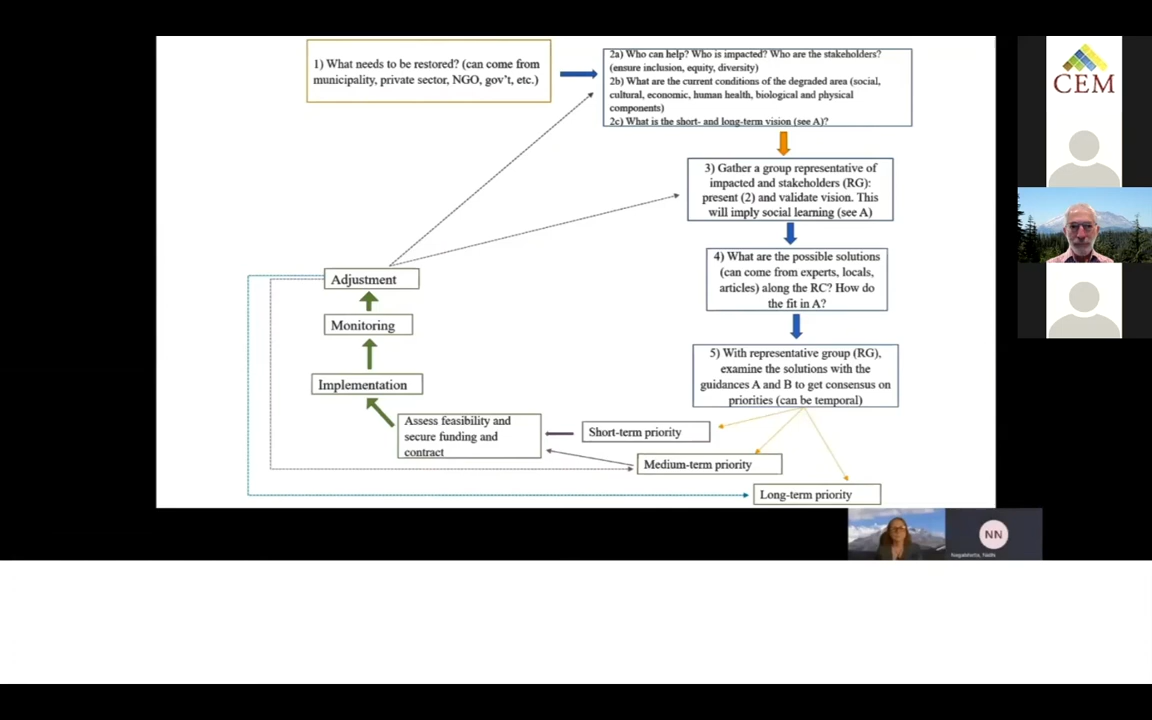 1) What needs to be restored? (can come from
municipality, private sector, NGO, gov't, etc.)
2a) Who can help? Who is impacted? Who are the stakeholders?
(ensure inclusion, equity, diversity)
2b) What are the current conditions of the degraded area (social,
cultural, economic, human health, biological and physical
components)
2c) What is the short- and long-term vision (see A)?
CEM
3) Gather a group representative of
impacted and stakeholders (RG):
present (2) and validate vision. This
will imply social learning (see A)
4) What are the possible solutions
(can come from experts, locals,
articles) along the RC? How do
the fit in A?
Adjustment
Monitoring
Implementation
5) With representative group (RG),
examine the solutions with the
guidances A and B to get consensus on
priorities (can be temporal)
Assess feasibility and
secure funding and
contract
Short-term priority
Medium-term priority
Long-term priority
NN